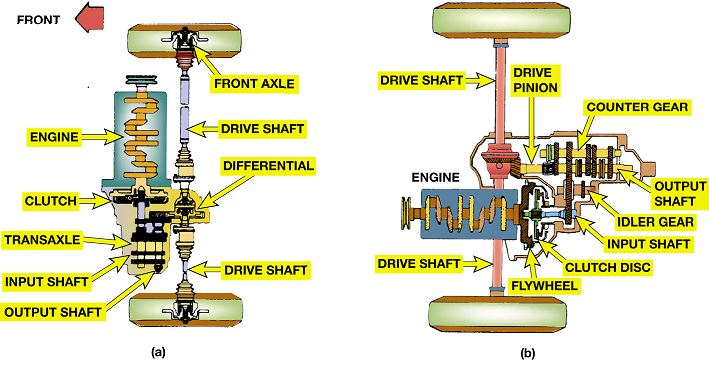 FRONT
FRONT AXLE
ENGINE
DRIVE SHAFT
DIFFERENTIAL
CLUTCH
TRANSAXLE
INPUT SHAFT
DRIVE SHAFT
OUTPUT SHAFT
(a)
DRIVE SHAFT
DRIVE
PINION
COUNTER GEAR
ENGINE
OUTPUT
SHAFT
IDLER GEAR
INPUT SHAFT
DRIVE SHAFT
CLUTCH DISC
FLYWHEEL
(b)